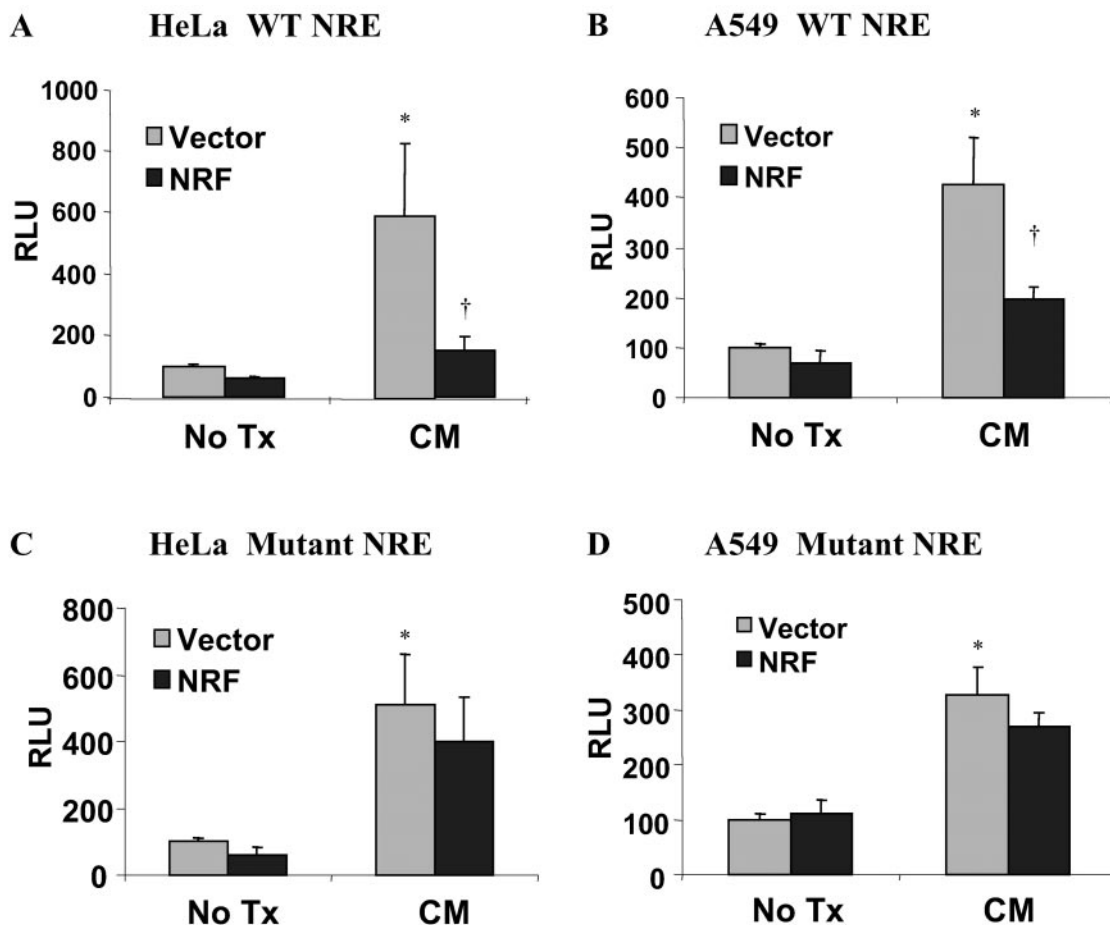 A HeLa WT NRE
1000
800
600
400
200
0
RLU
Vector
NRF
*
†
No Tx CM
B A549 WT NRE
600
500
400
300
200
100
0
RLU
Vector
NRF
*
†
No Tx CM
C HeLa Mutant NRE
800
600
400
200
0
RLU
Vector
NRF
*
No Tx CM
D A549 Mutant NRE
500
400
300
200
100
0
RLU
Vector
NRF
*
No Tx CM